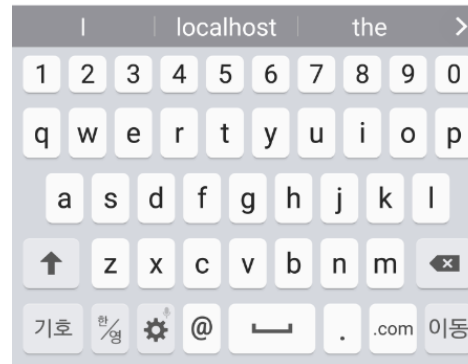 I localhost the
1 2 3 4 5 6 7 8 9 0
q w e r t y u i o p
a s d f g h j k l
z x c v b n m
기호 한/영 @ . .com 이동